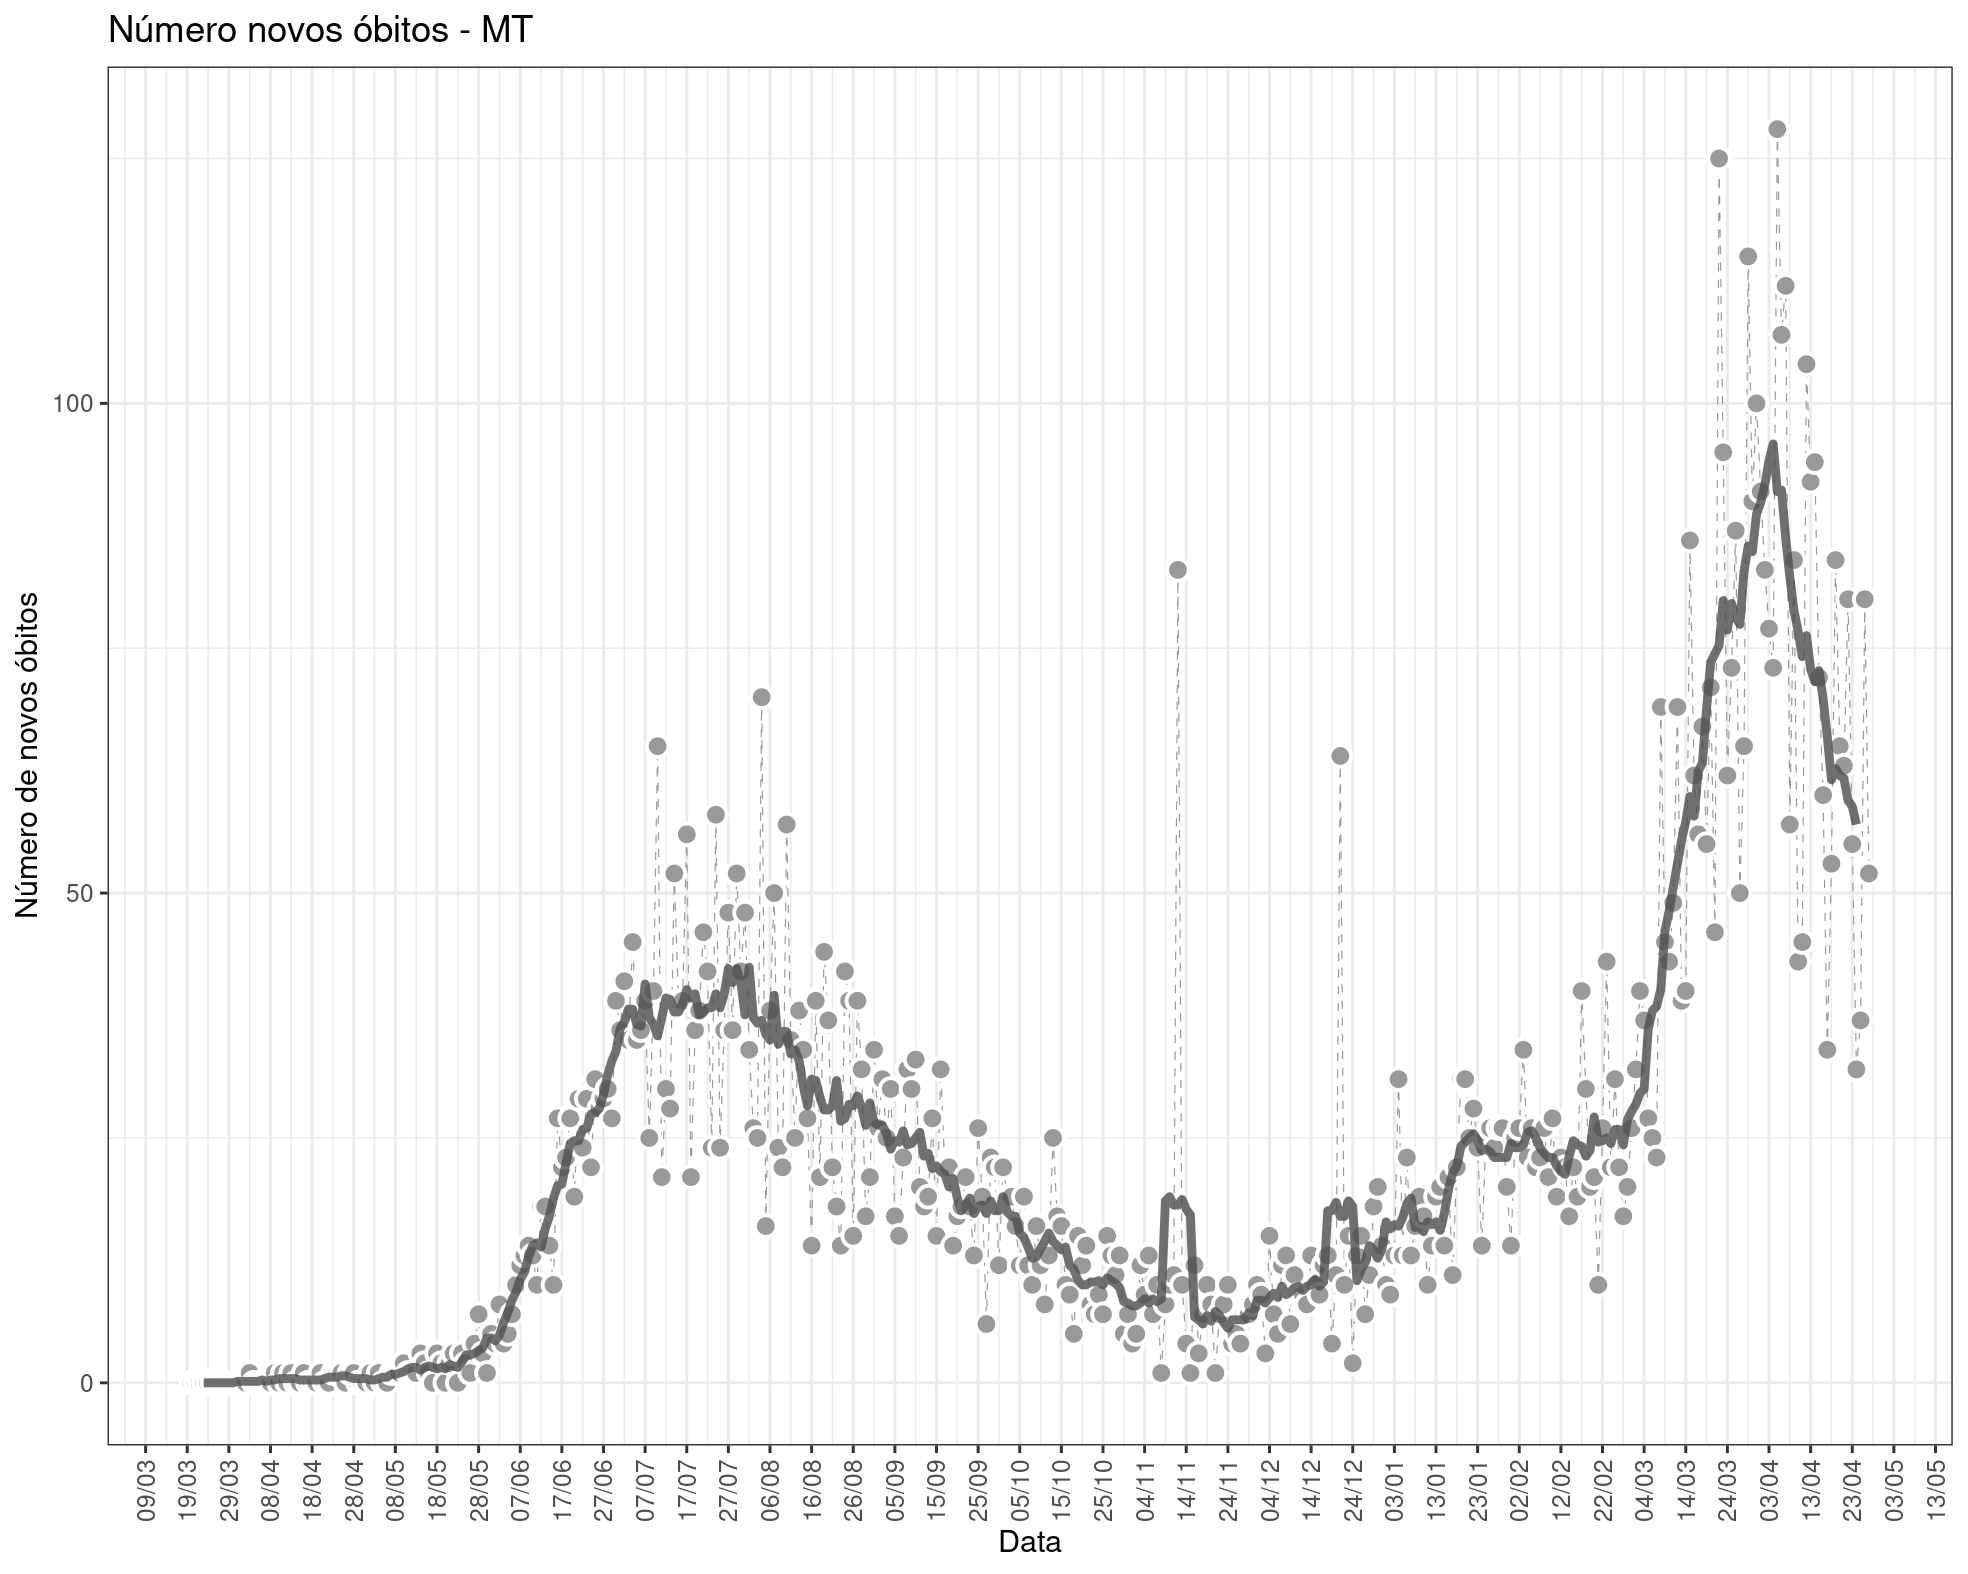 Número novos óbitos - MT
Número de novos óbitos
100
50
0
09/03 19/03 29/03 08/04 18/04 28/04 08/05 18/05 28/05 07/06 17/06 27/06 07/07 17/07 27/07 06/08 16/08 26/08 05/09 15/09 25/09 05/10 15/10 25/10 04/11 14/11 24/11 04/12 14/12 24/12 03/01 13/01 23/01 02/02 12/02 22/02 04/03 14/03 24/03 03/04 13/04 23/04 03/05 13/05
Data